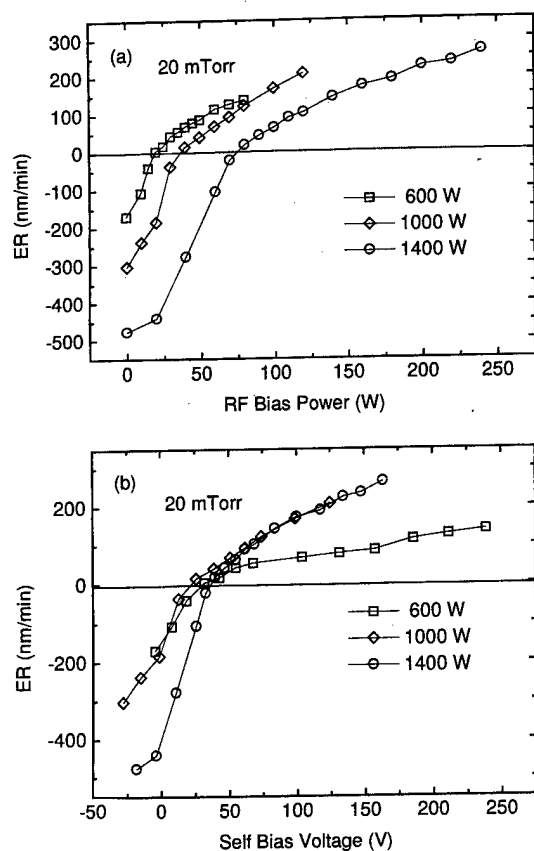 (a)
20 mTorr
300
200
100
0
-100
-200
-300
-400
-500
ER (nm/min)
600 W
1000 W
1400 W
0 50 100 150 200 250
RF Bias Power (W)
(b)
20 mTorr
200
0
-200
-400
ER (nm/min)
600 W
1000 W
1400 W
-50 0 50 100 150 200 250
Self Bias Voltage (V)